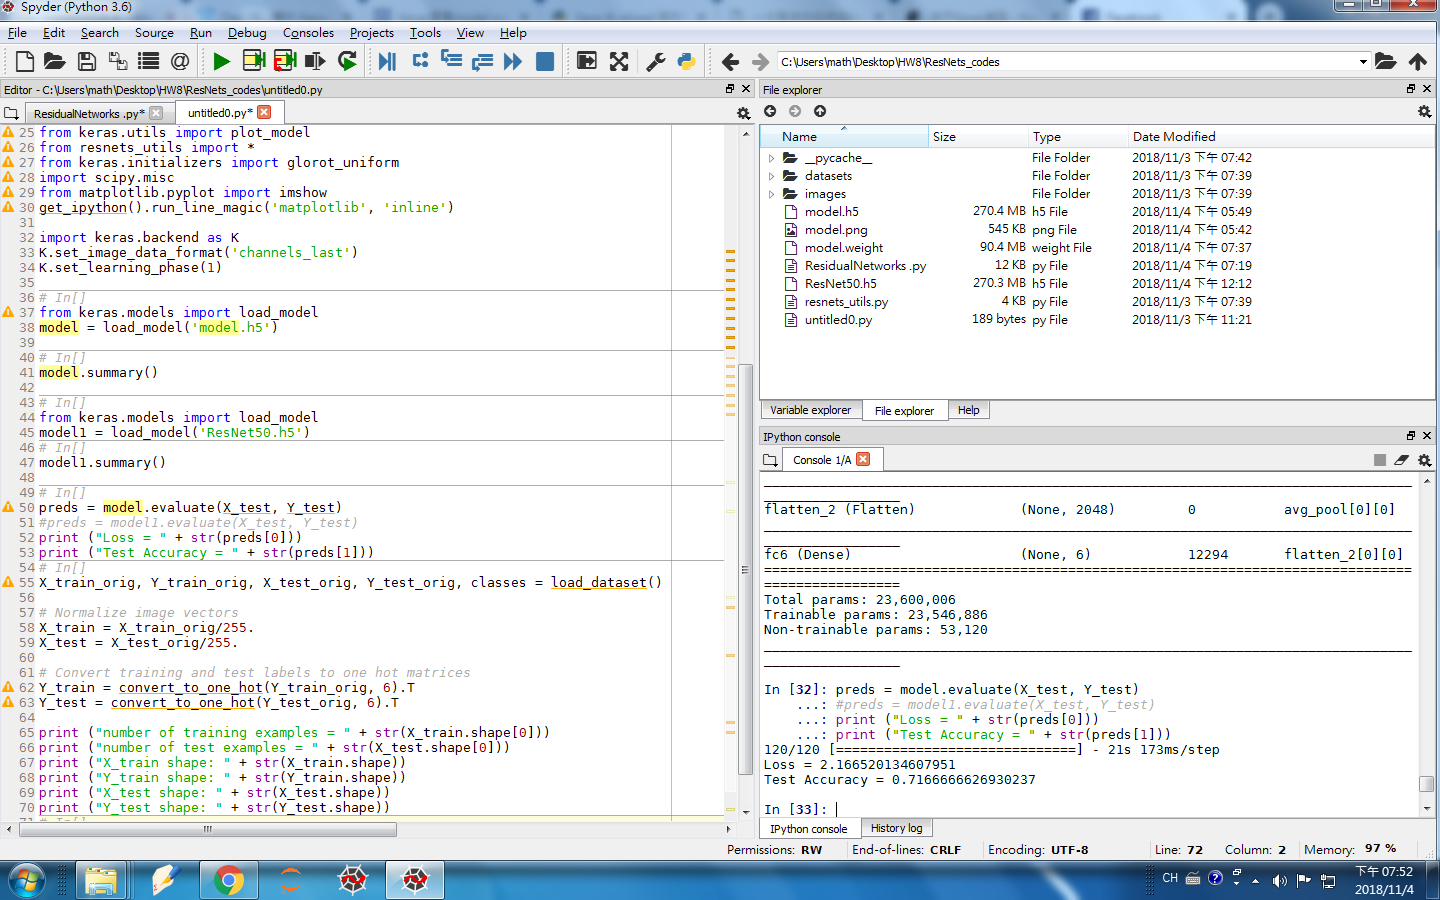 Spyder (Python 3.6)
File Edit Search Source Run Debug Consoles Projects Tools View Help
C:\Users\math\Desktop\HW8\ResNets_codes
Editor - C:\Users\math\Desktop\HW8\ResNets_codes\untitled0.py
ResidualNetworks .py*
untitled0.py*
25 from keras.utils import plot_model
26 from resnets_utils import *
27 from keras.initializers import glorot_uniform
28 import scipy.misc
29 from matplotlib.pyplot import imshow
30 get_ipython().run_line_magic('matplotlib', 'inline')
31
32 import keras.backend as K
33 K.set_image_data_format('channels_last')
34 K.set_learning_phase(1)
35
36 # In[]
37 from keras.models import load_model
38 model = load_model('model.h5')
39
40 # In[]
41 model.summary()
42
43 # In[]
44 from keras.models import load_model
45 model1 = load_model('ResNet50.h5')
46 # In[]
47 model1.summary()
48
49 # In[]
50 preds = model.evaluate(X_test, Y_test)
51 #preds = model1.evaluate(X_test, Y_test)
52 print ("Loss = " + str(preds[0]))
53 print ("Test Accuracy = " + str(preds[1]))
54 # In[]
55 X_train_orig, Y_train_orig, X_test_orig, Y_test_orig, classes = load_dataset()
56
57 # Normalize image vectors
58 X_train = X_train_orig/255.
59 X_test = X_test_orig/255.
60
61 # Convert training and test labels to one hot matrices
62 Y_train = convert_to_one_hot(Y_train_orig, 6).T
63 Y_test = convert_to_one_hot(Y_test_orig, 6).T
64
65 print ("number of training examples = " + str(X_train.shape[0]))
66 print ("number of test examples = " + str(X_test.shape[0]))
67 print ("X_train shape: " + str(X_train.shape))
68 print ("Y_train shape: " + str(Y_train.shape))
69 print ("X_test shape: " + str(X_test.shape))
70 print ("Y_test shape: " + str(Y_test.shape))
71 # In[]
File explorer
Name Size Type Date Modified
__pycache__ File Folder 2018/11/3 下午 07:42
datasets File Folder 2018/11/3 下午 07:39
images File Folder 2018/11/3 下午 07:39
model.h5 270.4 MB h5 File 2018/11/4 下午 05:49
model.png 545 KB png File 2018/11/4 下午 05:42
model.weight 90.4 MB weight File 2018/11/4 下午 07:37
ResidualNetworks .py 12 KB py File 2018/11/4 下午 07:19
ResNet50.h5 270.3 MB h5 File 2018/11/4 下午 12:12
resnets_utils.py 4 KB py File 2018/11/3 下午 07:39
untitled0.py 189 bytes py File 2018/11/3 下午 11:21
Variable explorer File explorer Help
IPython console
Console 1/A
flatten_2 (Flatten) (None, 2048) 0 avg_pool[0][0]
fc6 (Dense) (None, 6) 12294 flatten_2[0][0]
Total params: 23,600,006
Trainable params: 23,546,886
Non-trainable params: 53,120
In [32]: preds = model.evaluate(X_test, Y_test)
...: #preds = model1.evaluate(X_test, Y_test)
...: print ("Loss = " + str(preds[0]))
...: print ("Test Accuracy = " + str(preds[1]))
120/120 [==============================] - 21s 173ms/step
Loss = 2.166520134607951
Test Accuracy = 0.7166666626930237
In [33]:
IPython console History log
Permissions: RW End-of-lines: CRLF Encoding: UTF-8 Line: 72 Column: 2 Memory: 97 %
CH
下午 07:52
2018/11/4